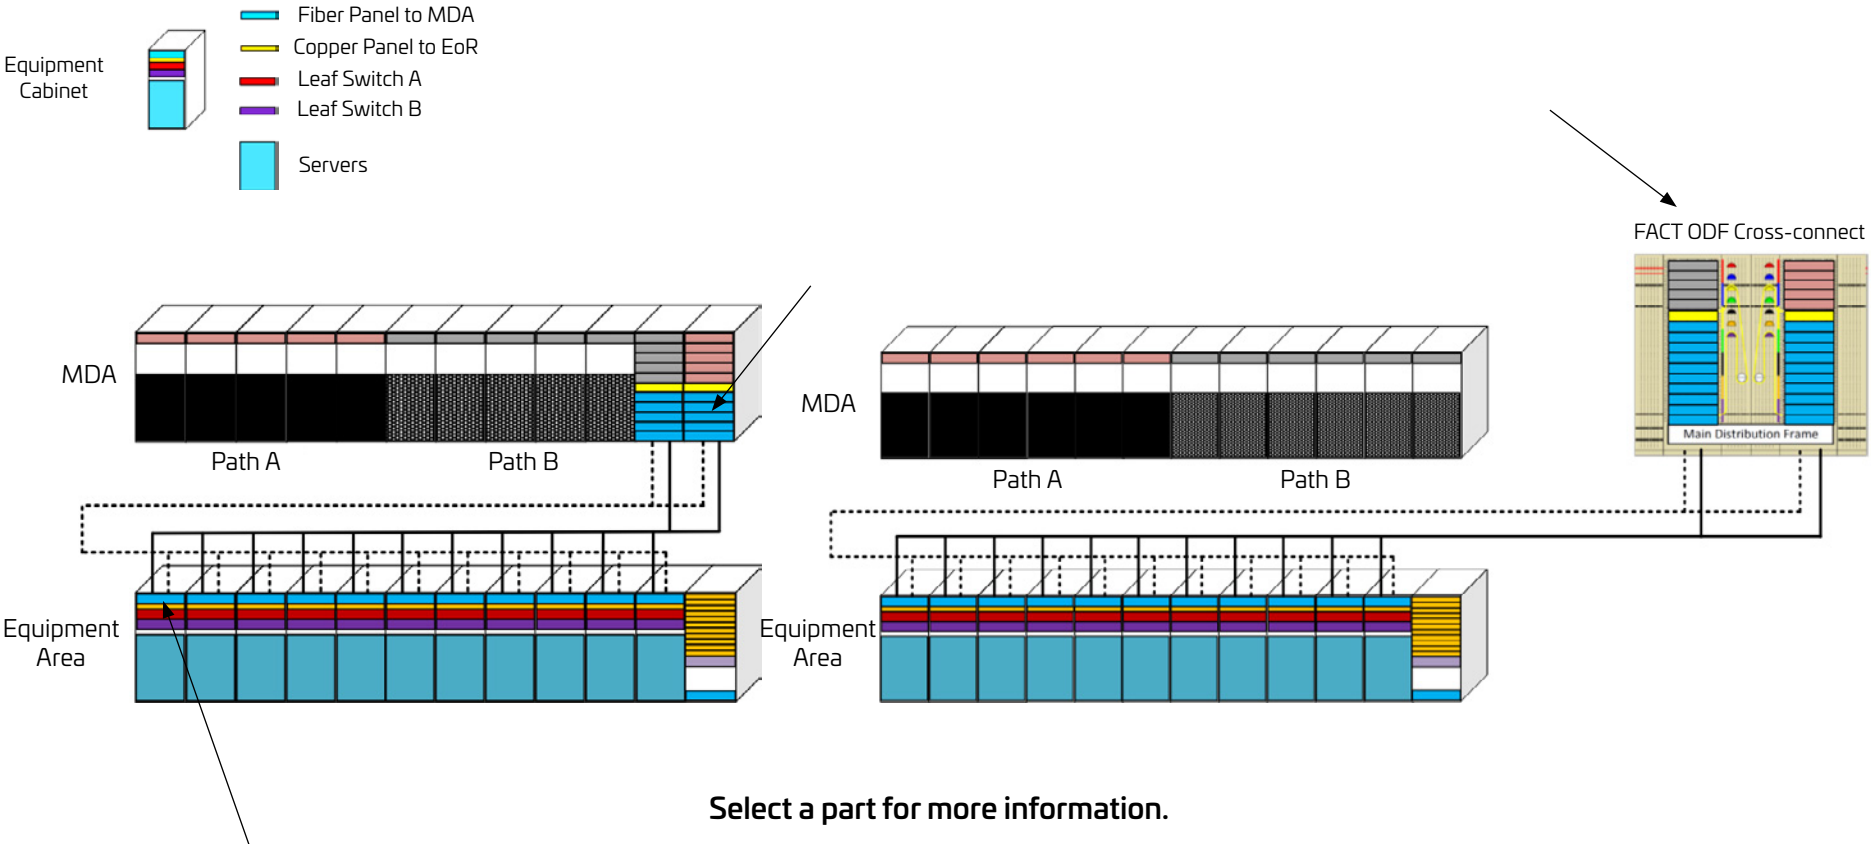 Fiber Panel to MDA
Copper Panel to EoR
Leaf Switch A
Leaf Switch B
Servers
Equipment
Cabinet
FACT ODF Cross-connect
Main Distribution Frame
MDA
Path A
Path B
MDA
Path A
Path B
Equipment
Area
Equipment
Area
Select a part for more information.